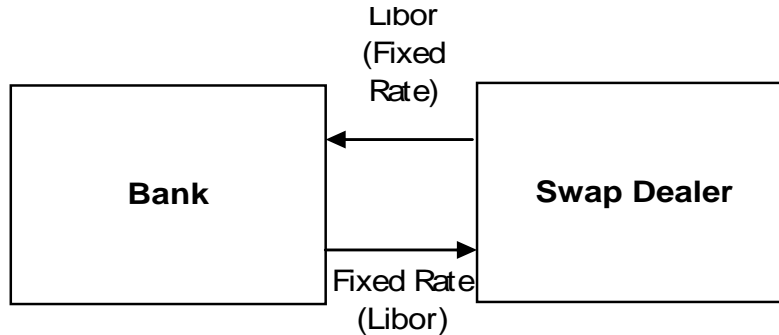 Libor
(Fixed
Rate)
Bank
Swap Dealer
Fixed Rate
(Libor)